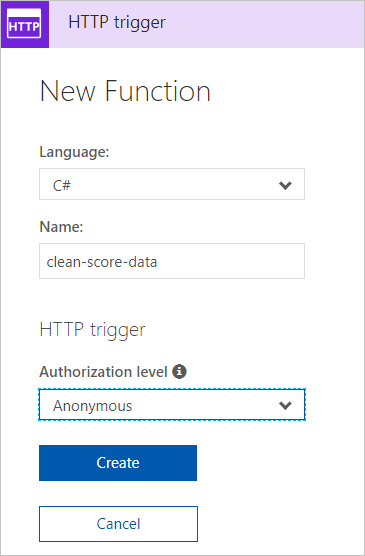 HTTP
HTTP trigger
New Function
Language:
C#
Name:
clean-score-data
HTTP trigger
Authorization level
Anonymous
Create
Cancel